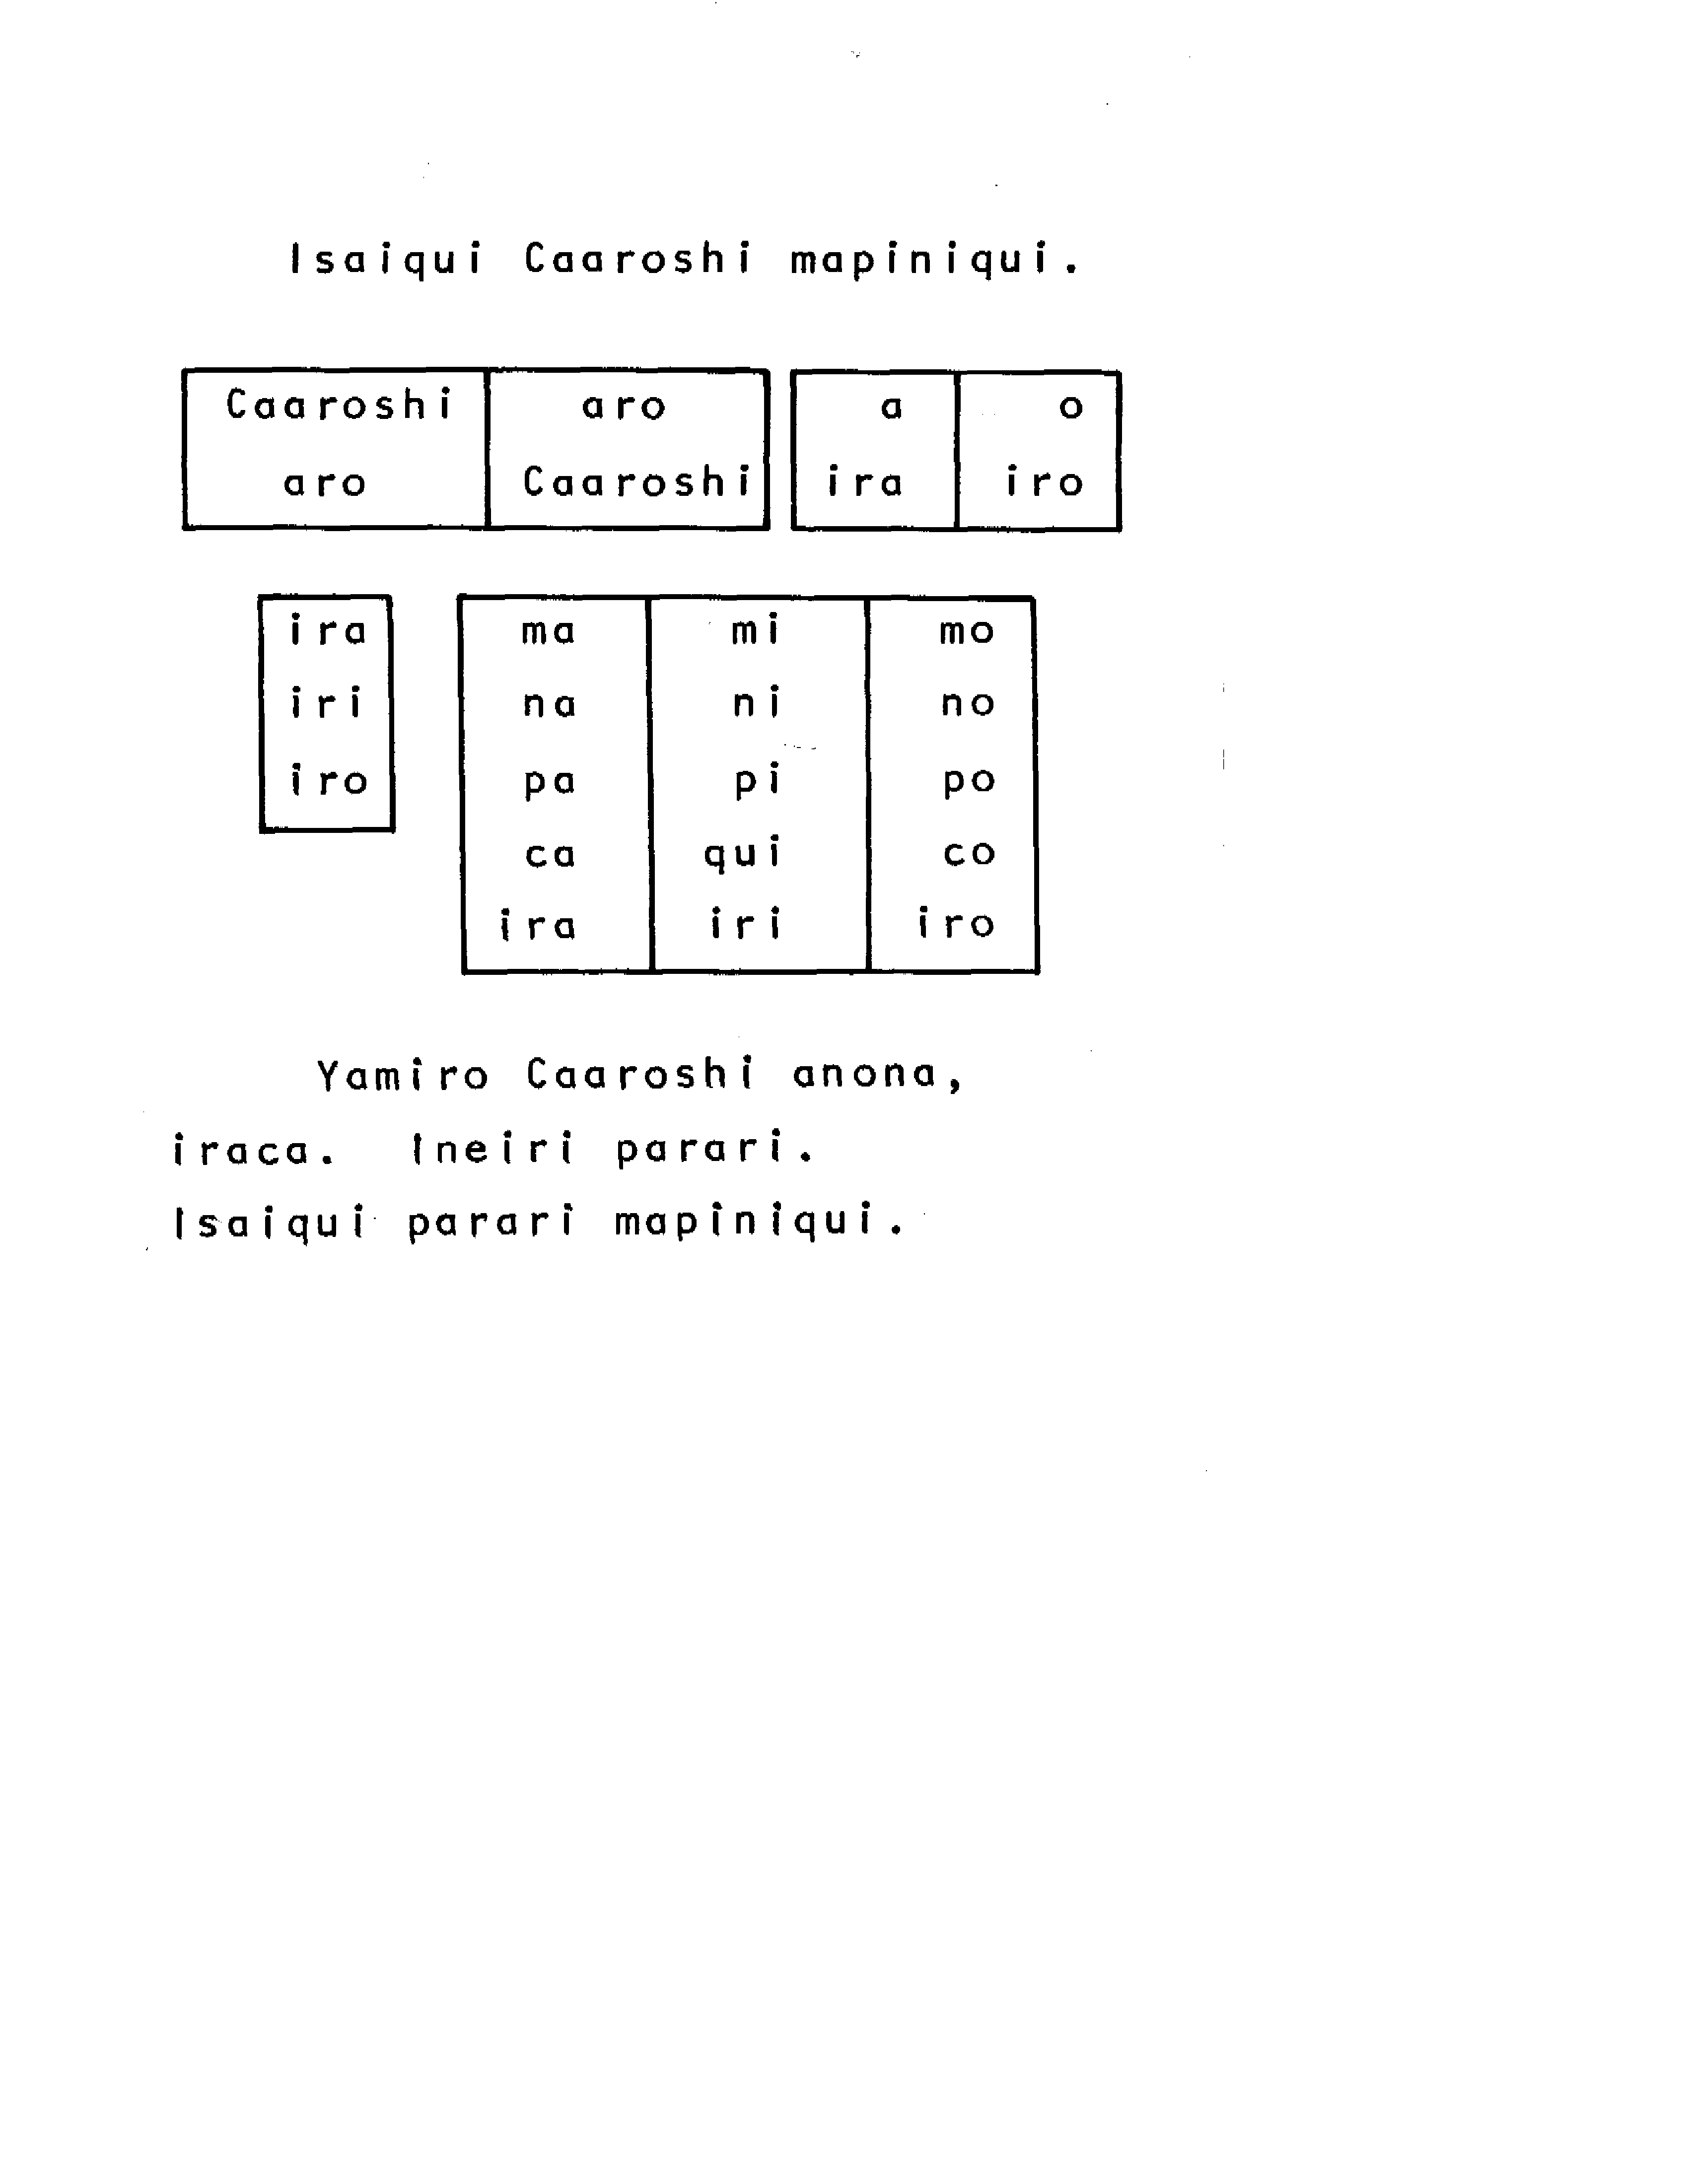 Isaiqui Caaroshi mapiniqui.
Caaroshi aro
aro Caaroshi
a o
ira iro
ira
iri
iro
ma mi mo
na ni no
pa pi po
ca qui co
ira iri iro
Yamiro Caaroshi anona,
iraca. Ineiri parari.
Isaiqui parari mapiniqui.